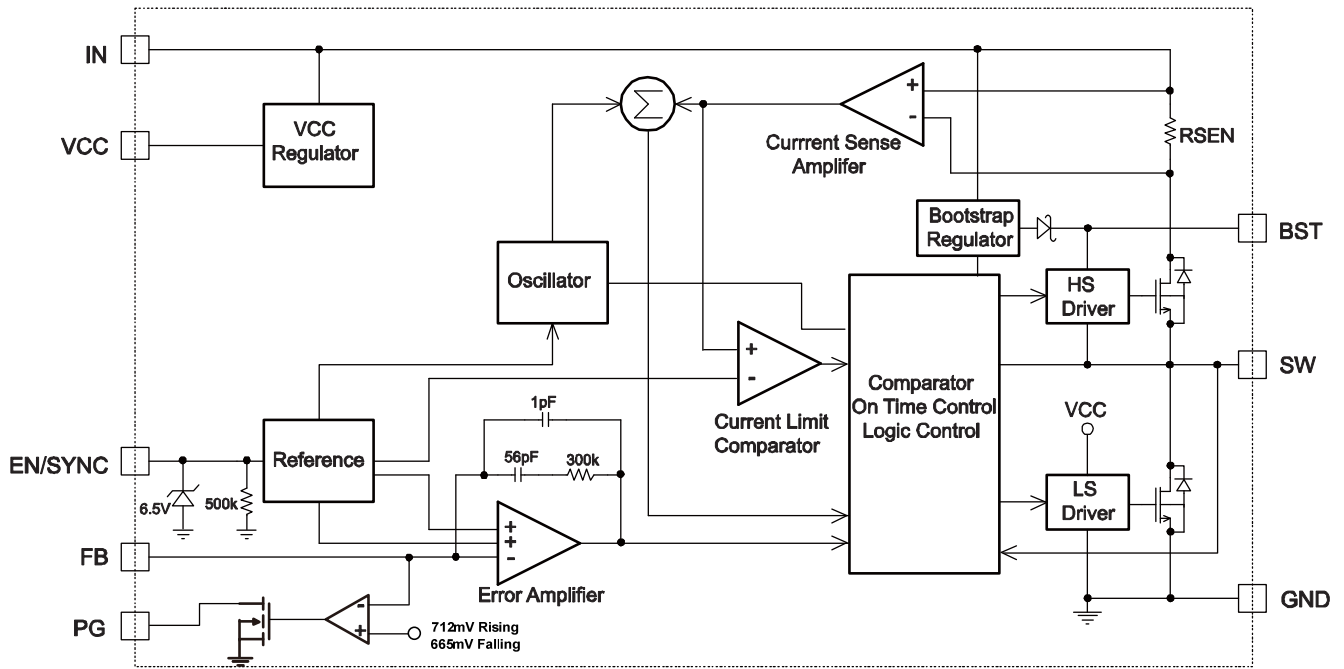 IN
VCC
VCC
Regulator
Σ
+
-
Currrent Sense
Amplifer
RSEN
Bootstrap
Regulator
BST
Oscillator
HS
Driver
+
-
Current Limit
Comparator
Comparator
On Time Control
Logic Control
SW
VCC
1pF
56pF
300k
EN/SYNC
Reference
6.5V
500k
LS
Driver
+
+
-
Error Amplifier
FB
PG
-
+
712mV Rising
665mV Falling
GND